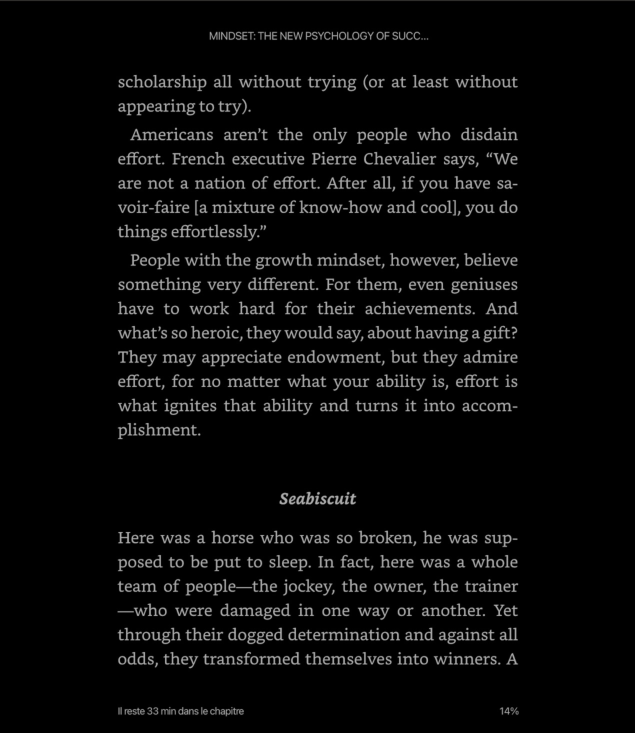 MINDSET: THE NEW PSYCHOLOGY OF SUCC...
scholarship all without trying (or at least without
appearing to try).
Americans aren’t the only people who disdain
effort. French executive Pierre Chevalier says, “We
are not a nation of effort. After all, if you have sa-
voir-faire [a mixture of know-how and cool], you do
things effortlessly.”
People with the growth mindset, however, believe
something very different. For them, even geniuses
have to work hard for their achievements. And
what’s so heroic, they would say, about having a gift?
They may appreciate endowment, but they admire
effort, for no matter what your ability is, effort is
what ignites that ability and turns it into accom-
plishment.
Seabiscuit
Here was a horse who was so broken, he was sup-
posed to be put to sleep. In fact, here was a whole
team of people—the jockey, the owner, the trainer
—who were damaged in one way or another. Yet
through their dogged determination and against all
odds, they transformed themselves into winners. A
Il reste 33 min dans le chapitre
14%